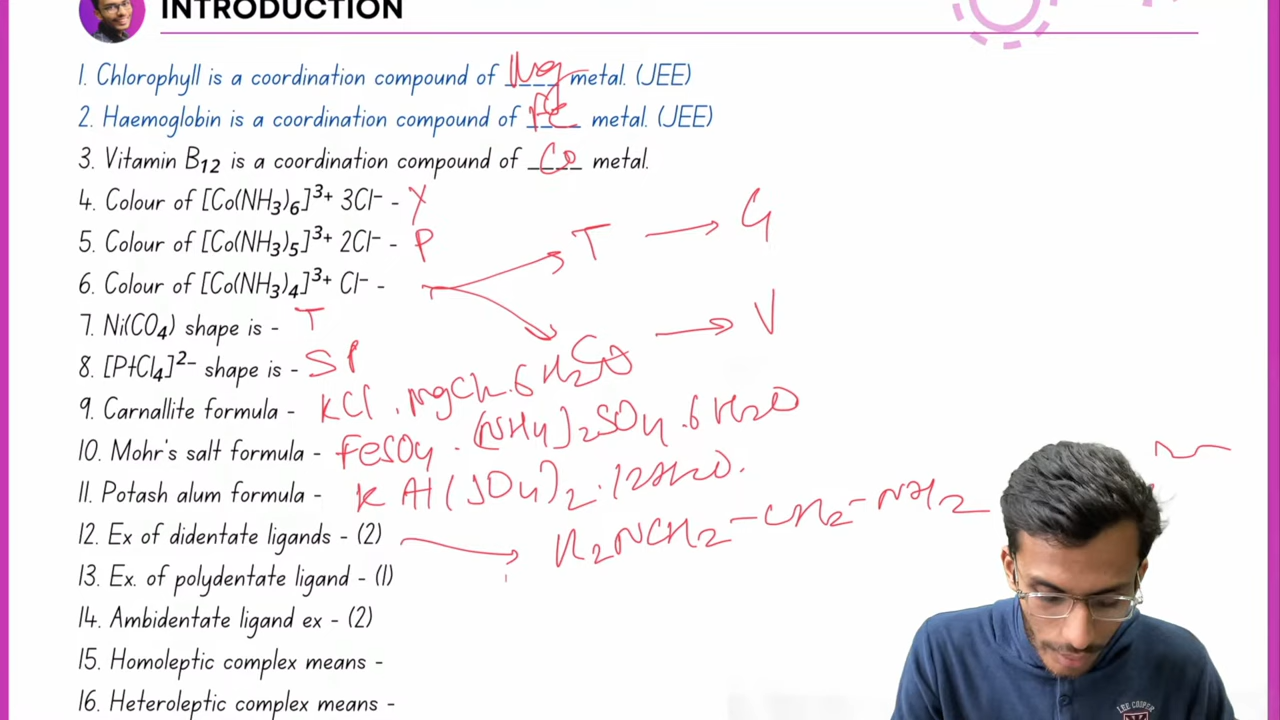 INTRODUCTION
1. Chlorophyll is a coordination compound of Mg metal. (JEE)
2. Haemoglobin is a coordination compound of Fe metal. (JEE)
3. Vitamin B₁₂ is a coordination compound of Co metal.
4. Colour of [Co(NH₃)₆]³⁺ 3Cl⁻ - Y
5. Colour of [Co(NH₃)₅]³⁺ 2Cl⁻ - P
T → G
6. Colour of [Co(NH₃)₄]³⁺ Cl⁻ -
→ V
7. Ni(CO₄) shape is - T
8. [PtCl₄]²⁻ shape is - SP
9. Carnallite formula - KCl . MgCl₂.6H₂O
10. Mohr's salt formula - FeSO₄ . (NH₄)₂SO₄ .6H₂O
11. Potash alum formula - K Al(SO₄)₂.12H₂O.
12. Ex of didentate ligands - (2) → H₂NCH₂-CH₂-NH₂
13. Ex. of polydentate ligand - (1)
14. Ambidentate ligand ex - (2)
15. Homoleptic complex means -
16. Heteroleptic complex means -
LEE COOPER